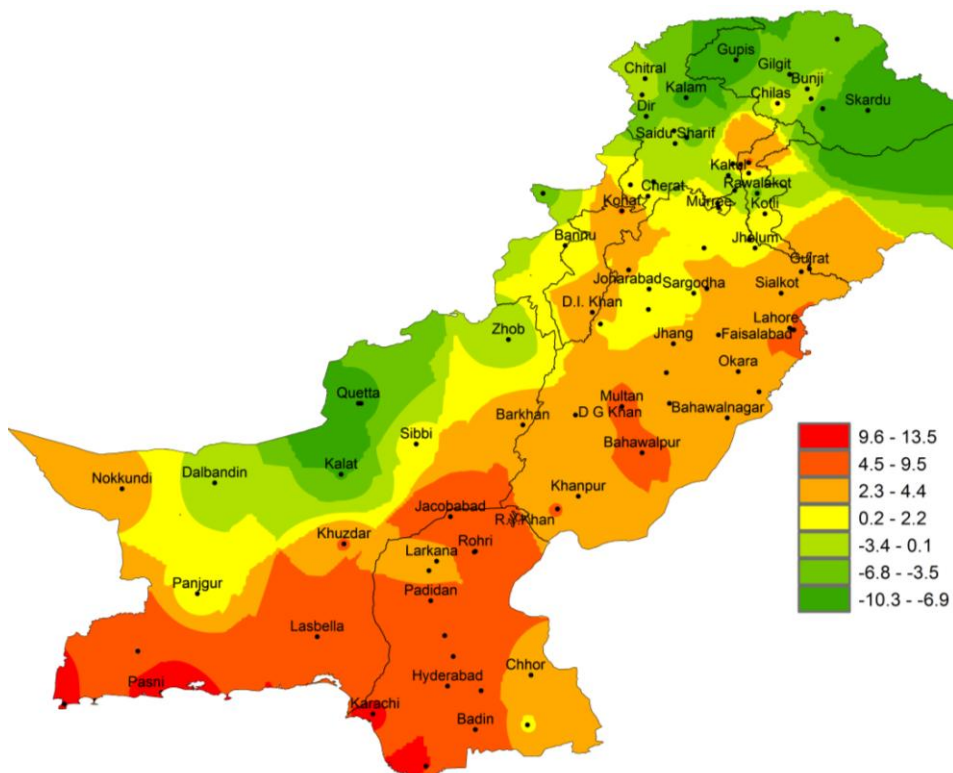 Gupis
Gilgit
Chitral
Bunji
Kalam
Chilas
Skardu
Dir
Saidu Sharif
Kakul
Cherat
Rawalakot
Kohat
Murree
Kotli
Bannu
Jhelum
Gujrat
Joharabad
Sargodha
Sialkot
D.I. Khan
Zhob
Lahore
Jhang
Faisalabad
Okara
Quetta
Multan
D G Khan
Bahawalnagar
Barkhan
Sibbi
Bahawalpur
Kalat
Nokkundi
Dalbandin
Khanpur
Jacobabad
R.Y.Khan
Khuzdar
Rohri
Larkana
Panjgur
Padidan
Lasbella
Chhor
Pasni
Hyderabad
Karachi
Badin
9.6 - 13.5
4.5 - 9.5
2.3 - 4.4
0.2 - 2.2
-3.4 - 0.1
-6.8 - -3.5
-10.3 - -6.9